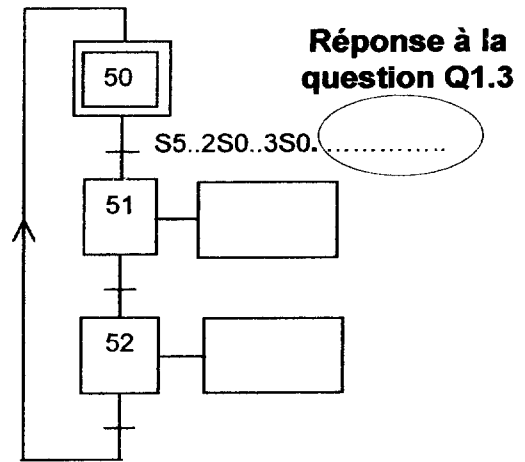 Réponse à la
question Q1.3
50
S5..2S0..3S0. ..............
51
52